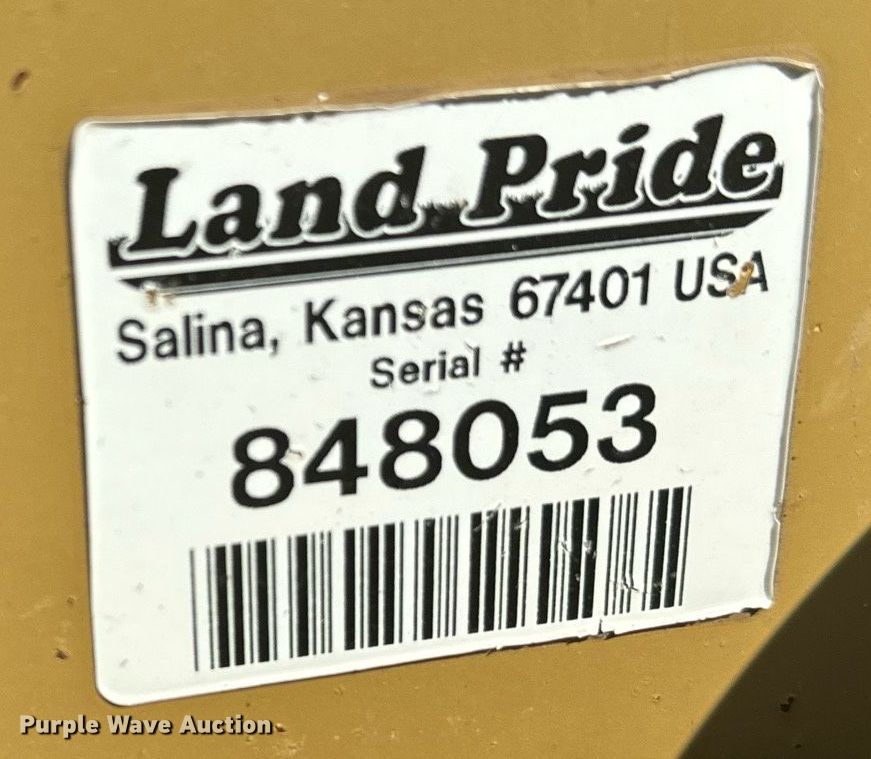 Land Pride
Salina, Kansas 67401 USA
Serial #
848053
Purple Wave Auction